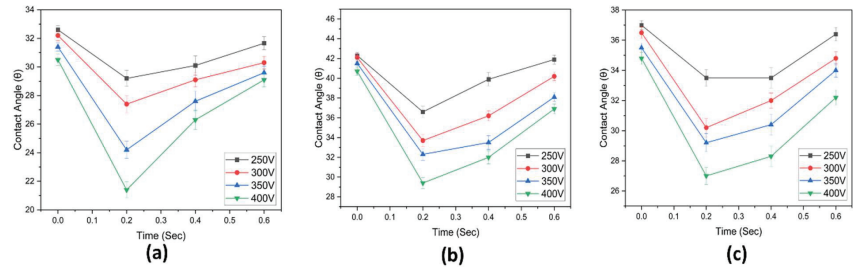 34
32
30
28
26
24
22
20
Contact Angle (θ)
0.0 0.1 0.2 0.3 0.4 0.5 0.6
Time (Sec)
250V
300V
350V
400V
(a)
46
44
42
40
38
36
34
32
30
28
Contact Angle (θ)
0.0 0.1 0.2 0.3 0.4 0.5 0.6
Time (Sec)
250V
300V
350V
400V
(b)
38
36
34
32
30
28
26
Contact Angle (θ)
0.0 0.1 0.2 0.3 0.4 0.5 0.6
Time (Sec)
250V
300V
350V
400V
(c)